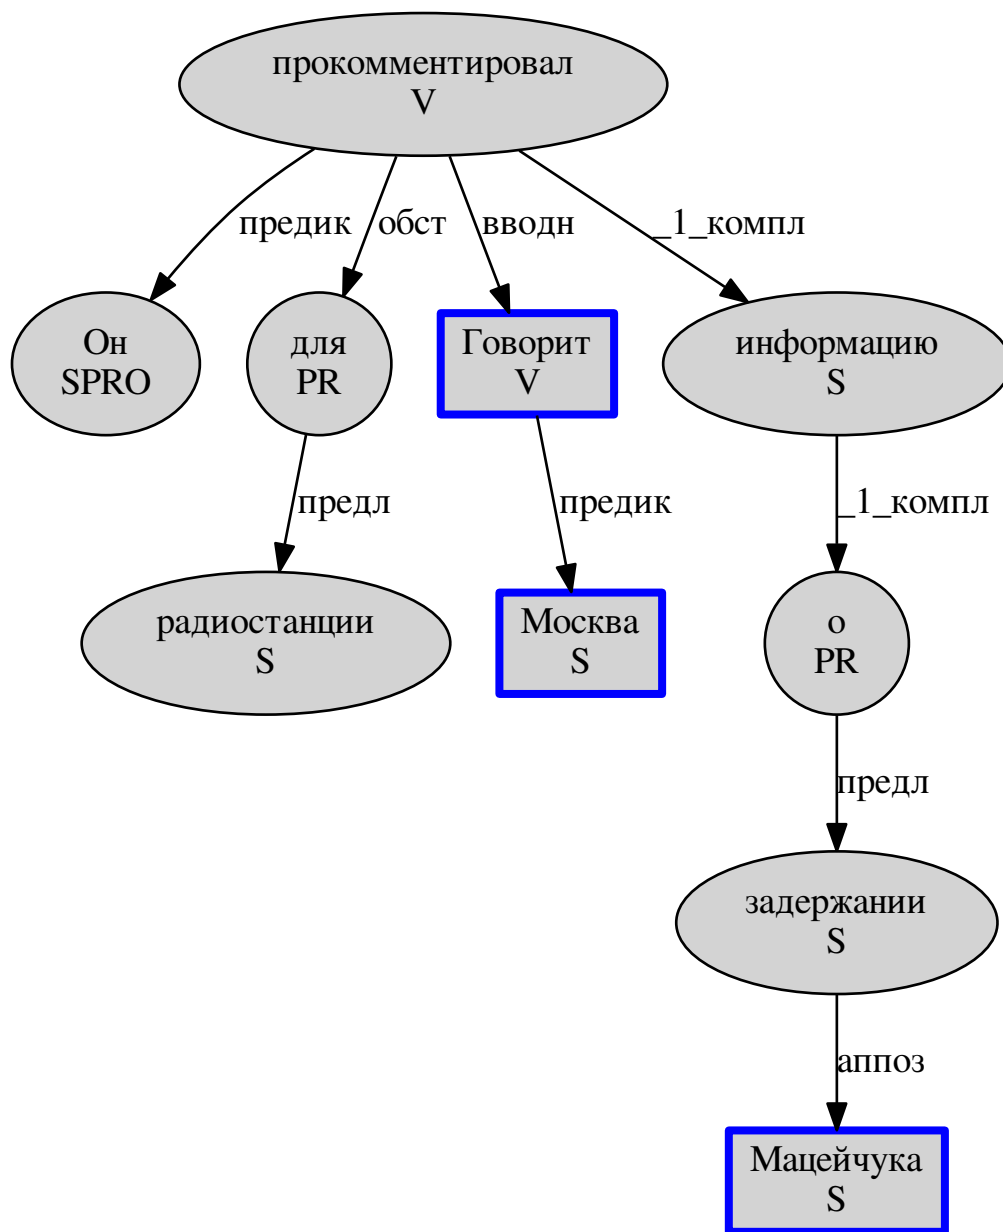 прокомментировал
V
предик
обст
вводн
_1_компл
Он
SPRO
для
PR
Говорит
V
информацию
S
предл
предик
_1_компл
радиостанции
S
Москва
S
о
PR
предл
задержании
S
аппоз
Мацейчука
S